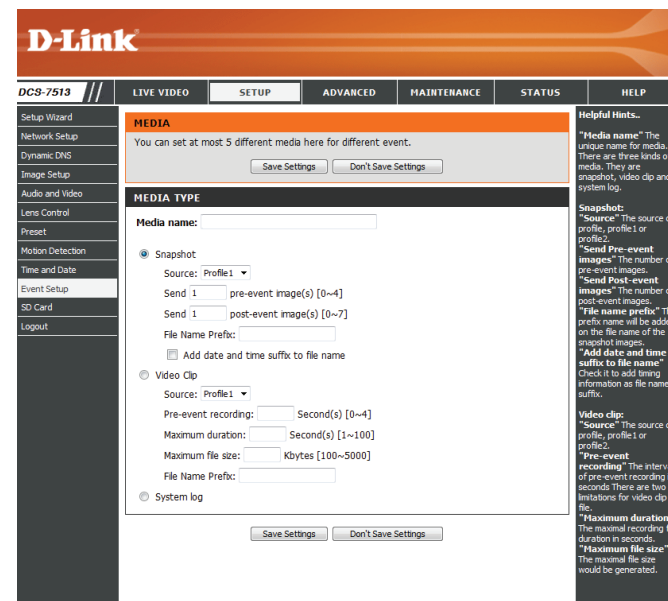 D-Link
DCS-7513
LIVE VIDEO
SETUP
ADVANCED
MAINTENANCE
STATUS
HELP
Setup Wizard
Network Setup
Dynamic DNS
Image Setup
Audio and Video
Lens Control
Preset
Motion Detection
Time and Date
Event Setup
SD Card
Logout
MEDIA
You can set at most 5 different media here for different event.
Save Settings Don't Save Settings
MEDIA TYPE
Media name:
Snapshot
Source: Profile1
Send 1 pre-event image(s) [0~4]
Send 1 post-event image(s) [0~7]
File Name Prefix:
Add date and time suffix to file name
Video Clip
Source: Profile1
Pre-event recording: Second(s) [0~4]
Maximum duration: Second(s) [1~100]
Maximum file size: Kbytes [100~5000]
File Name Prefix:
System log
Save Settings Don't Save Settings
Helpful Hints..
"Media name" The
unique name for media.
There are three kinds
media. They are
snapshot, video clip and
system log.
Snapshot:
"Source" The source
profile, profile1 or
profile2.
"Send Pre-event
images" The number
pre-event images.
"Send Post-event
images" The number
post-event images.
"File name prefix"
prefix name will be
on the file name of the
snapshot images.
"Add date and time
suffix to file name"
Check it to add timing
information as file name
suffix.
Video clip:
"Source" The source
profile, profile1 or
profile2.
"Pre-event
recording" The
of pre-event recording
seconds There are two
limitations for video clip
file.
"Maximum duration
The maximal recording
duration in seconds.
"Maximum file size"
The maximal file size
would be generated.